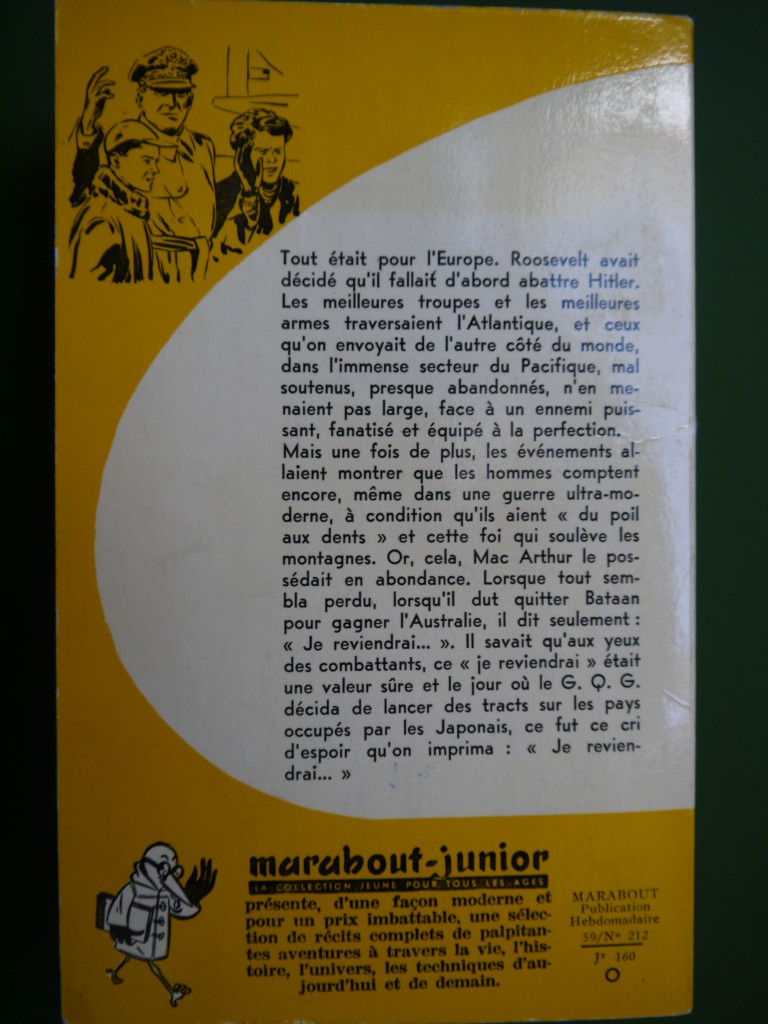 Tout était pour l'Europe. Roosevelt avait
décidé qu'il fallait d'abord abattre Hitler.
Les meilleures troupes et les meilleures
armes traversaient l'Atlantique, et ceux
qu'on envoyait de l'autre côté du monde,
dans l'immense secteur du Pacifique, mal
soutenus, presque abandonnés, n'en me-
naient pas large, face à un ennemi puis-
sant, fanatisé et équipé à la perfection.
Mais une fois de plus, les événements al-
laient montrer que les hommes comptent
encore, même dans une guerre ultra-mo-
derne, à condition qu'ils aient « du poil
aux dents » et cette foi qui soulève les
montagnes. Or, cela, Mac Arthur le pos-
sédait en abondance. Lorsque tout sem-
bla perdu, lorsqu'il dut quitter Bataan
pour gagner l'Australie, il dit seulement :
« Je reviendrai... ». Il savait qu'aux yeux
des combattants, ce « je reviendrai » était
une valeur sûre et le jour où le G. Q. G.
décida de lancer des tracts sur les pays
occupés par les Japonais, ce fut ce cri
d'espoir qu'on imprima : « Je revien-
drai... »
marabout-junior
LA COLLECTION JEUNE POUR TOUS LES AGES
présente, d'une façon moderne et
pour un prix imbattable, une sélec-
tion de récits complets de palpitan-
tes aventures à travers la vie, l'his-
toire, l'univers, les techniques d'au-
jourd'hui et de demain.
MARABOUT
Publication
Hebdomadaire
59/Nº 212
Jr 160
O